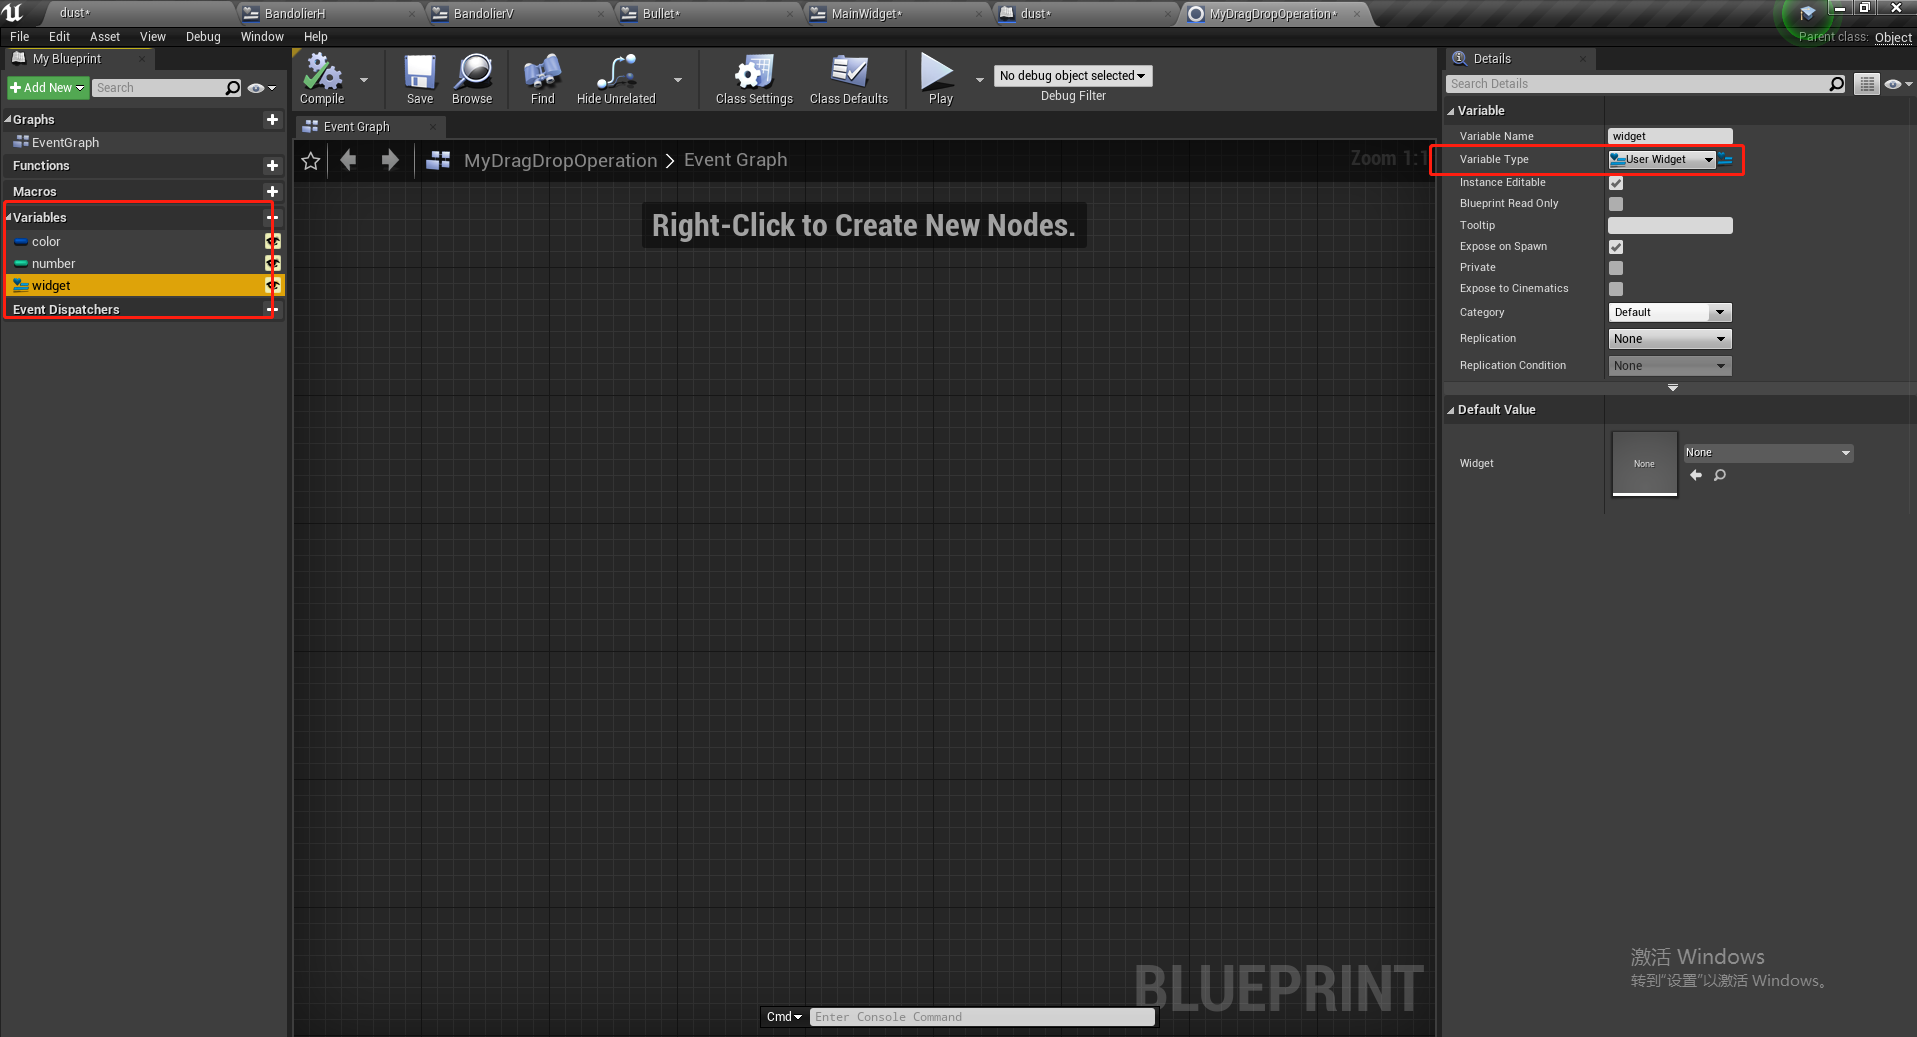 dust*
BandolierH
BandolierV
Bullet*
MainWidget*
dust*
MyDragDropOperation*
File
Edit
Asset
View
Debug
Window
Help
Parent class: Object
My Blueprint
Add New
Search
Graphs
EventGraph
Functions
Macros
Variables
color
number
widget
Event Dispatchers
Compile
Save
Browse
Find
Hide Unrelated
Class Settings
Class Defaults
Play
No debug object selected
Debug Filter
Event Graph
MyDragDropOperation
Event Graph
Zoom 1:1
Right-Click to Create New Nodes.
BLUEPRINT
Cmd
Enter Console Command
Details
Search Details
Variable
Variable Name
widget
Variable Type
User Widget
Instance Editable
Blueprint Read Only
Tooltip
Expose on Spawn
Private
Expose to Cinematics
Category
Default
Replication
None
Replication Condition
None
Default Value
Widget
None
None
激活 Windows
转到“设置”以激活 Windows。